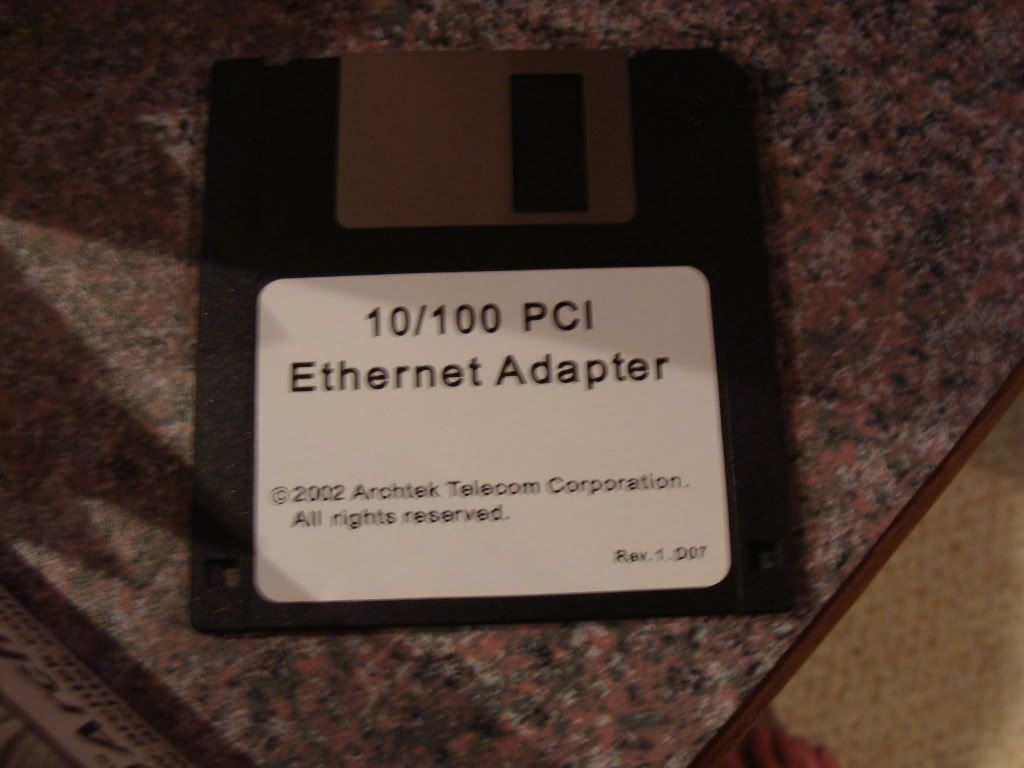 10/100 PCI
Ethernet Adapter
©2002 Archtek Telecom Corporation.
All rights reserved.
Rev. 1. D07